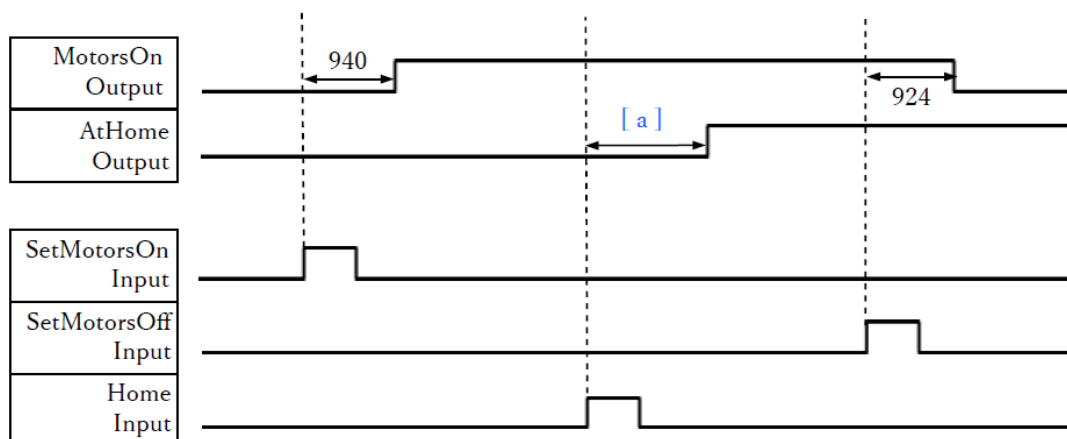 MotorsOn
Output
940
924
AtHome
Output
[ a ]
SetMotorsOn
Input
SetMotorsOff
Input
Home
Input